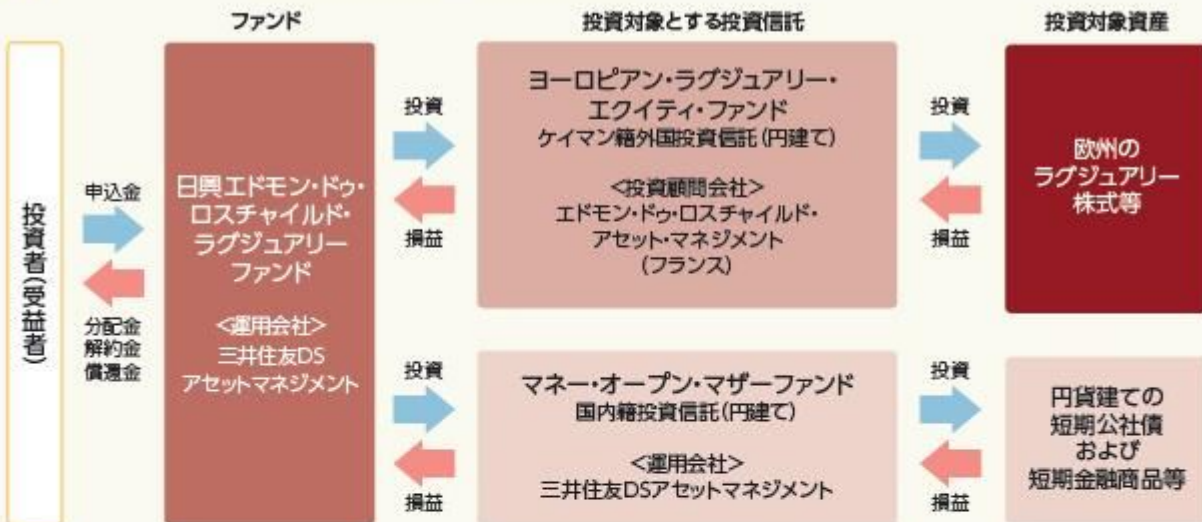 ファンド
投資対象とする投資信託
投資対象資産
投資者(受益者)
申込金
分配金
解約金
償還金
日興エドモン・ドゥ・
ロスチャイルド・
ラグジュアリー
ファンド
<運用会社>
三井住友DS
アセットマネジメント
投資
損益
ヨーロピアン・ラグジュアリー・
エクイティ・ファンド
ケイマン籍外国投資信託(円建て)
<投資顧問会社>
エドモン・ドゥ・ロスチャイルド・
アセット・マネジメント
(フランス)
投資
損益
欧州の
ラグジュアリー
株式等
投資
損益
マネー・オープン・マザーファンド
国内籍投資信託(円建て)
<運用会社>
三井住友DSアセットマネジメント
投資
損益
円貨建ての
短期公社債
および
短期金融商品等